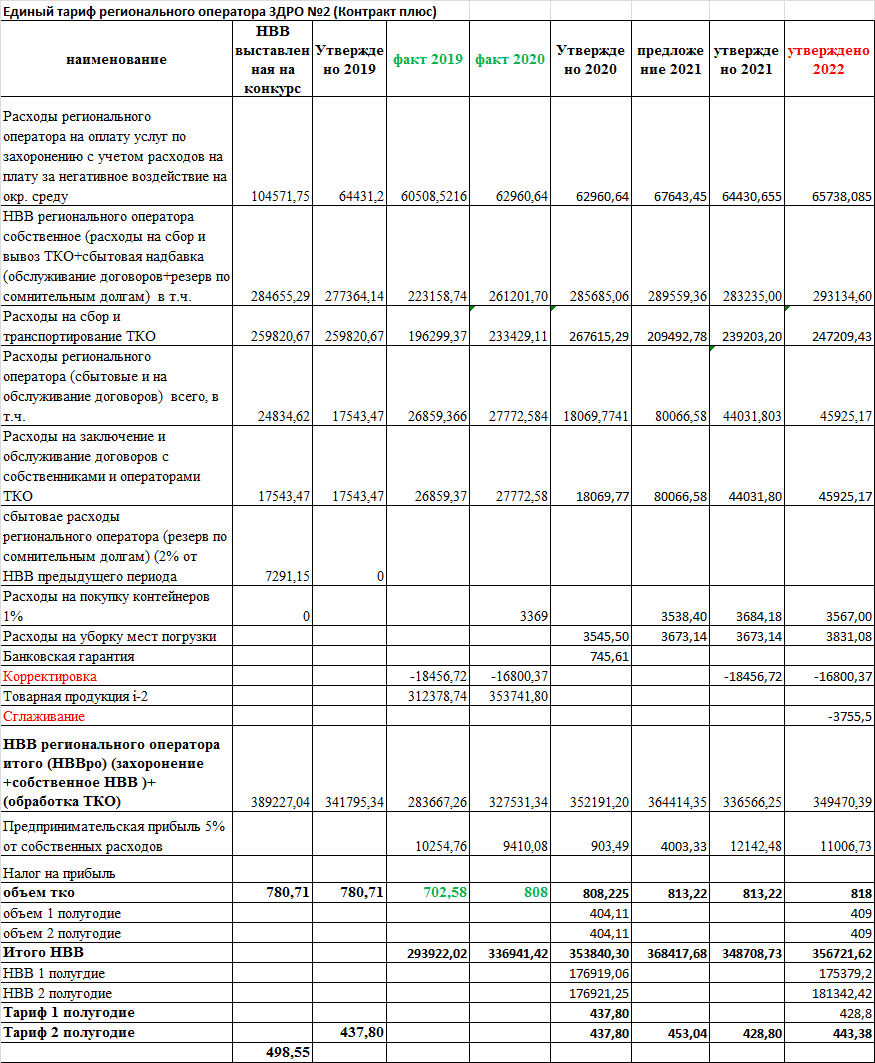 Единый тариф регионального оператора ЗДРО №2 (Контракт плюс)
наименование НВВ выставленная на конкурс Утверждено 2019 факт 2019 факт 2020 Утверждено 2020 предложение 2021 утверждено 2021 утверждено 2022
Расходы регионального
оператора на оплату услуг по
захоронению с учетом расходов на
плату за негативное воздействие на
окр. среду 104571,75 64431,2 60508,5216 62960,64 62960,64 67643,45 64430,655 65738,085
НВВ регионального оператора
собственное (расходы на сбор и
вывоз ТКО+сбытовая надбавка
(обслуживание договоров+резерв по
сомнительным долгам) в т.ч. 284655,29 277364,14 223158,74 261201,70 285685,06 289559,36 283235,00 293134,60
Расходы на сбор и
транспортирование ТКО 259820,67 259820,67 196299,37 233429,11 267615,29 209492,78 239203,20 247209,43
Расходы регионального
оператора (сбытовые и на
обслуживание договоров) всего, в
т.ч. 24834,62 17543,47 26859,366 27772,584 18069,7741 80066,58 44031,803 45925,17
Расходы на заключение и
обслуживание договоров с
собственниками и операторами
ТКО 17543,47 17543,47 26859,37 27772,58 18069,77 80066,58 44031,80 45925,17
сбытовае расходы
регионального оператора (резерв по
сомнительным долгам) (2% от
НВВ предыдущего периода 7291,15 0
Расходы на покупку контейнеров
1% 0 3369 3538,40 3684,18 3567,00
Расходы на уборку мест погрузки 3545,50 3673,14 3673,14 3831,08
Банковская гарантия 745,61
Корректировка -18456,72 -16800,37 -18456,72 -16800,37
Товарная продукция i-2 312378,74 353741,80
Сглаживание -3755,5
НВВ регионального оператора
итого (НВВро) (захоронение
+собственное НВВ )+
(обработка ТКО) 389227,04 341795,34 283667,26 327531,34 352191,20 364414,35 336566,25 349470,39
Предпринимательская прибыль 5%
от собственных расходов 10254,76 9410,08 903,49 4003,33 12142,48 11006,73
Налог на прибыль
объем тко 780,71 780,71 702,58 808 808,225 813,22 813,22 818
объем 1 полугодие 404,11 409
объем 2 полугодие 404,11 409
Итого НВВ 293922,02 336941,42 353840,30 368417,68 348708,73 356721,62
НВВ 1 полугдие 176919,06 175379,2
НВВ 2 полугодие 176921,25 181342,42
Тариф 1 полугодие 437,80 428,8
Тариф 2 полугодие 437,80 437,80 453,04 428,80 443,38
498,55